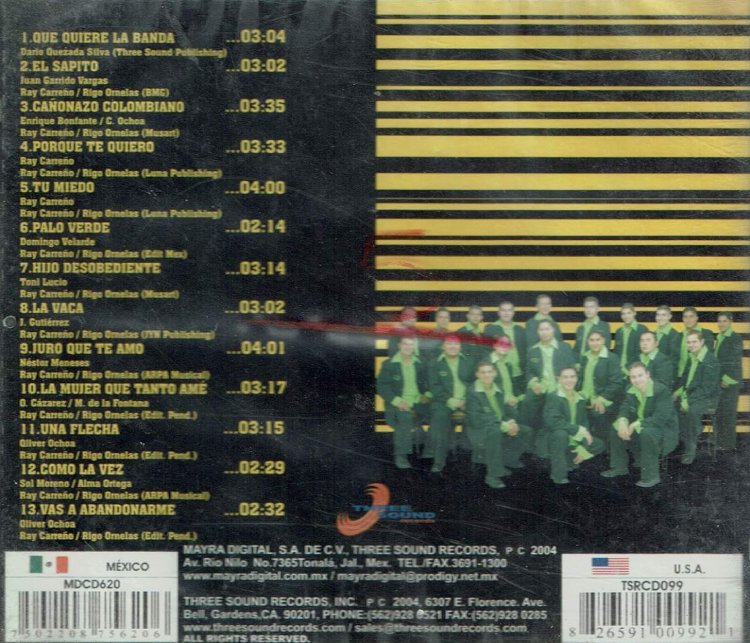 1.QUE QUIERE LA BANDA ...03:04
Dario Quezada Silva (Three Sound Publishing)
2.EL SAPITO ...03:02
Juan Garrido Vargas
Ray Carreño / Rigo Ornelas (BMG)
3.CAÑONAZO COLOMBIANO ...03:35
Enrique Bonfante / C. Ochoa
Ray Carreño / Rigo Ornelas (Musart)
4.PORQUE TE QUIERO ...03:33
Ray Carreño
Ray Carreño / Rigo Ornelas (Luna Publishing)
5.TU MIEDO ...04:00
Ray Carreño
Ray Carreño / Rigo Ornelas (Luna Publishing)
6.PALO VERDE ...02:14
Domingo Velarde
Ray Carreño / Rigo Ornelas (Edit Mex)
7.HIJO DESOBEDIENTE ...03:14
Toni Lucio
Ray Carreño / Rigo Ornelas (Musart)
8.LA VACA ...03:02
J. Gutiérrez
Ray Carreño / Rigo Ornelas (JYN Publishing)
9.JURO QUE TE AMO ...04:01
Néstor Meneses
Ray Carreño / Rigo Ornelas (ARPA Musical)
10.LA MUJER QUE TANTO AMÉ ...03:17
O. Cázarez / M. de la Fontana
Ray Carreño / Rigo Ornelas (Edit. Pend.)
11.UNA FLECHA ...03:15
Oliver Ochoa
Ray Carreño / Rigo Ornelas (Edit. Pend.)
12.COMO LA VEZ ...02:29
Sol Moreno / Alma Ortega
Ray Carreño / Rigo Ornelas (ARPA Musical)
13.VAS A ABANDONARME ...02:32
Oliver Ochoa
Ray Carreño / Rigo Ornelas (Edit. Pend.)
THREE SOUND
MÉXICO
MDCD620
7 502208 756206
MAYRA DIGITAL, S.A. DE C.V., THREE SOUND RECORDS, P C 2004
Av. Rio Nilo No.7365Tonalá, Jal., Mex. TEL./FAX.3691-1300
www.mayradigital.com.mx / mayradigital@prodigy.net.mx
THREE SOUND RECORDS, INC. P C 2004, 6307 E. Florence. Ave.
Bell. Gardens,CA. 90201, PHONE:(562)928 0521 FAX:(562)928 0285
www.threesoundrecords.com / sales@threesoundrecords.com
ALL RIGHTS RESERVED.
U.S.A.
TSRCD099
8 26591 00992 1